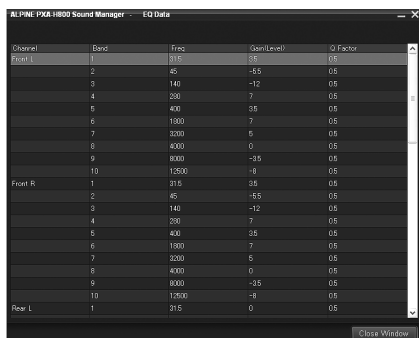 ALPINE PXA-H800 Sound Manager - EQ Data
Channel Band Freq Gain(Level) Q Factor
Front L 1 31.5 3.5 0.5
2 45 -5.5 0.5
3 140 -12 0.5
4 280 7 0.5
5 400 3.5 0.5
6 1800 7 0.5
7 3200 5 0.5
8 4000 0 0.5
9 8000 -3.5 0.5
10 12500 -8 0.5
Front R 1 31.5 3.5 0.5
2 45 -5.5 0.5
3 140 -12 0.5
4 280 7 0.5
5 400 3.5 0.5
6 1800 7 0.5
7 3200 5 0.5
8 4000 0 0.5
9 8000 -3.5 0.5
10 12500 -8 0.5
Rear L 1 31.5 0 0.5
Close Window